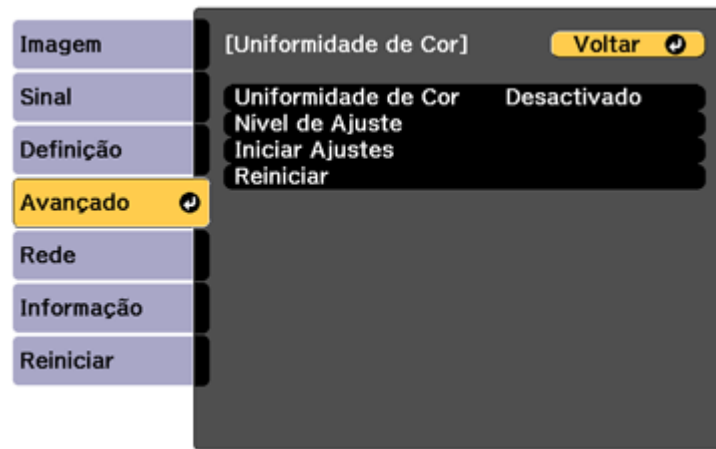 Imagem
Sinal
Definição
Avançado
Rede
Informação
Reiniciar
[Uniformidade de Cor] Voltar
Uniformidade de Cor Desactivado
Nível de Ajuste
Iniciar Ajustes
Reiniciar